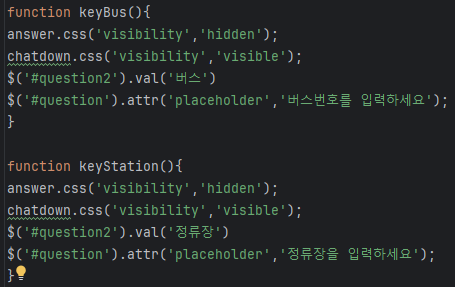 function keyBus(){
answer.css('visibility','hidden');
chatdown.css('visibility','visible');
$('#question2').val('버스')
$('#question').attr('placeholder','버스번호를 입력하세요');
}

function keyStation(){
answer.css('visibility','hidden');
chatdown.css('visibility','visible');
$('#question2').val('정류장')
$('#question').attr('placeholder','정류장을 입력하세요');
}